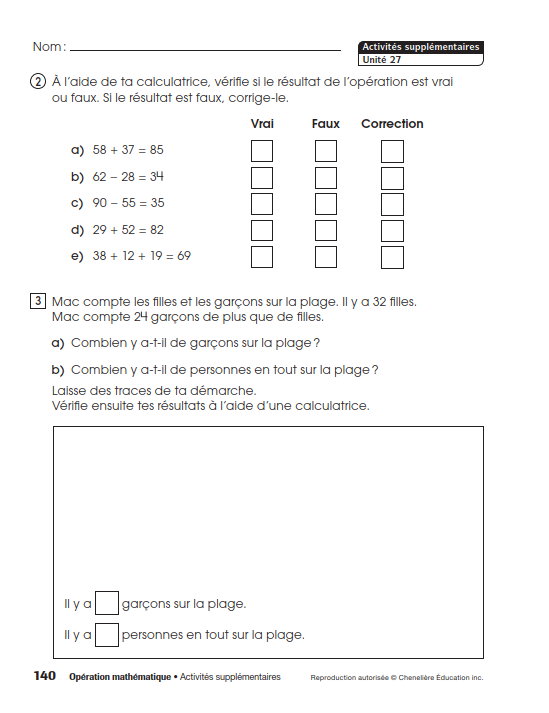 Nom :
Activités supplémentaires
Unité 27
2 À l’aide de ta calculatrice, vérifie si le résultat de l’opération est vrai
ou faux. Si le résultat est faux, corrige-le.
Vrai Faux Correction
a) 58 + 37 = 85
b) 62 – 28 = 34
c) 90 – 55 = 35
d) 29 + 52 = 82
e) 38 + 12 + 19 = 69
3 Mac compte les filles et les garçons sur la plage. Il y a 32 filles.
Mac compte 24 garçons de plus que de filles.
a) Combien y a-t-il de garçons sur la plage ?
b) Combien y a-t-il de personnes en tout sur la plage ?
Laisse des traces de ta démarche.
Vérifie ensuite tes résultats à l’aide d’une calculatrice.
Il y a garçons sur la plage.
Il y a personnes en tout sur la plage.
140 Opération mathématique • Activités supplémentaires Reproduction autorisée © Chenelière Éducation inc.